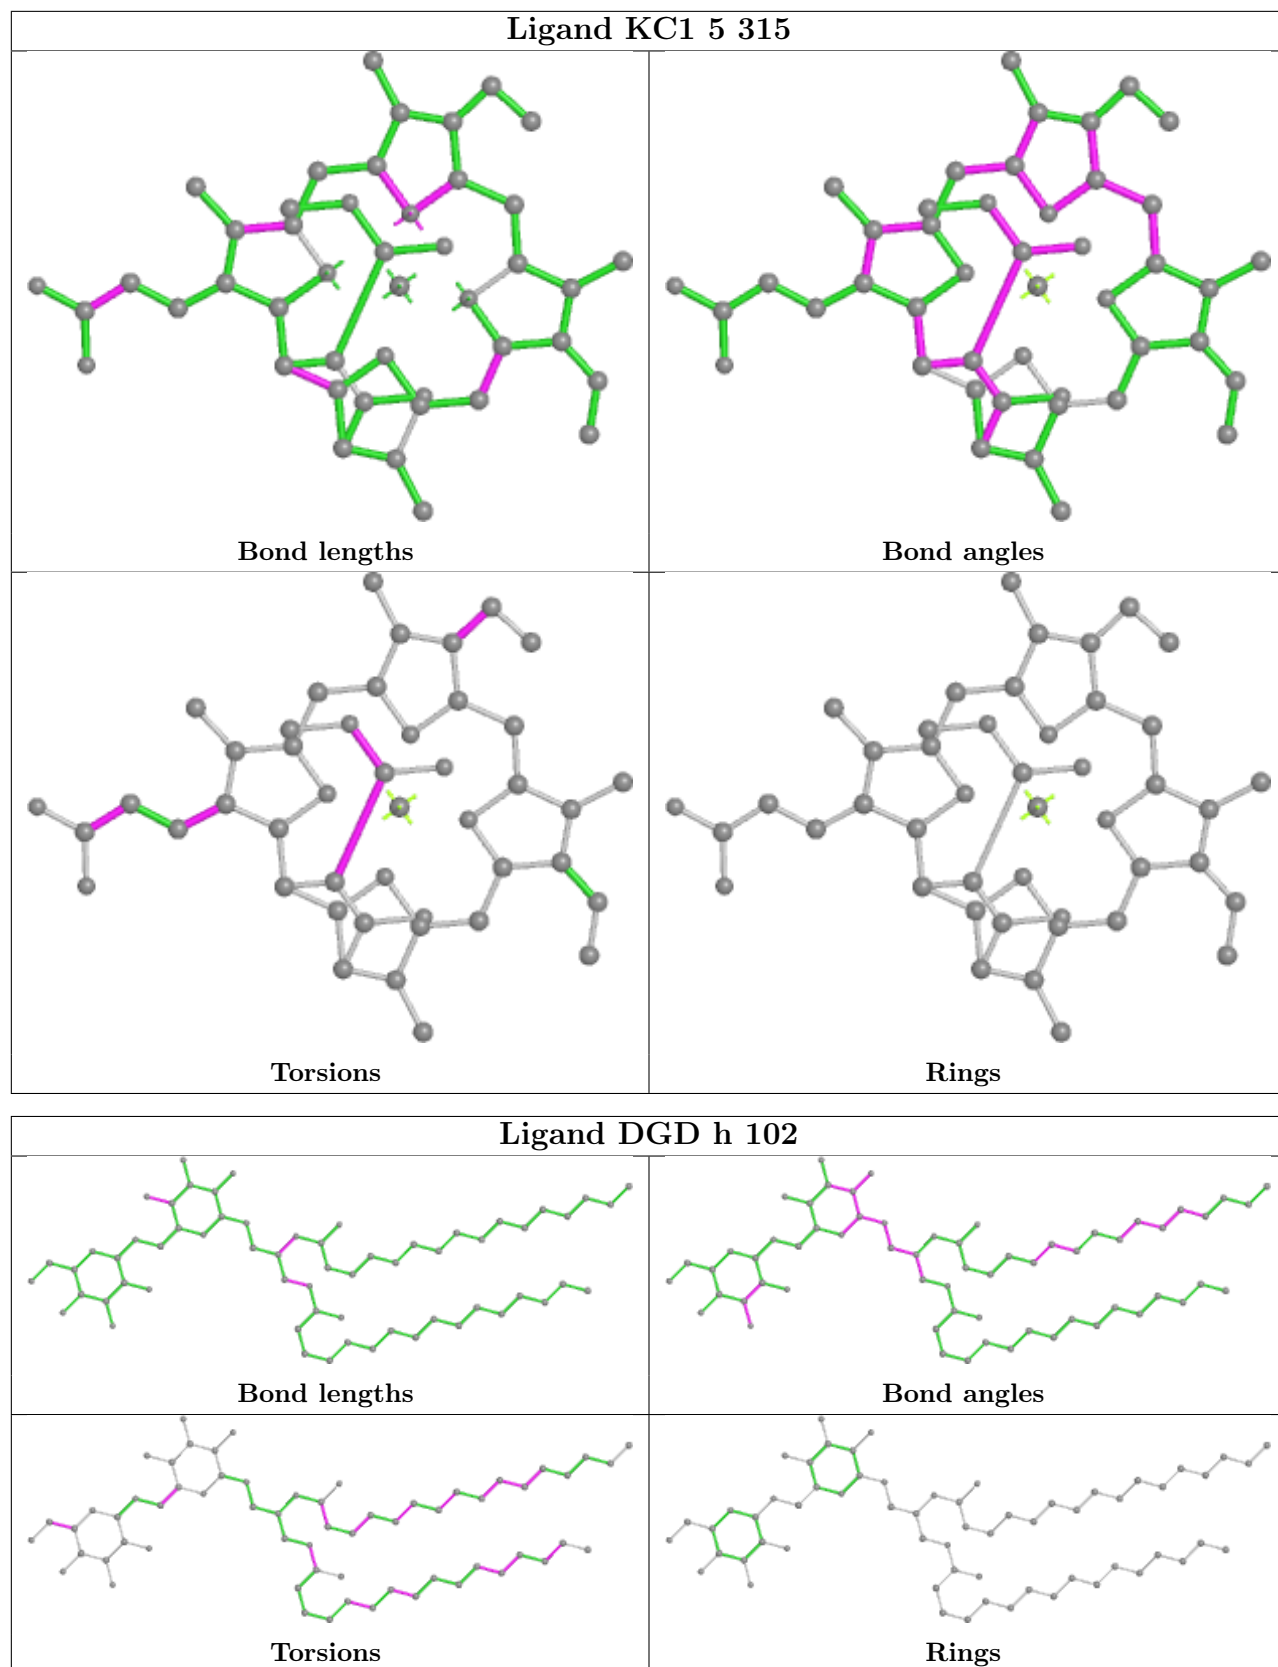 Ligand KC1 5 315
Bond lengths
Bond angles
Torsions
Rings
Ligand DGD h 102
Bond lengths
Bond angles
Torsions
Rings